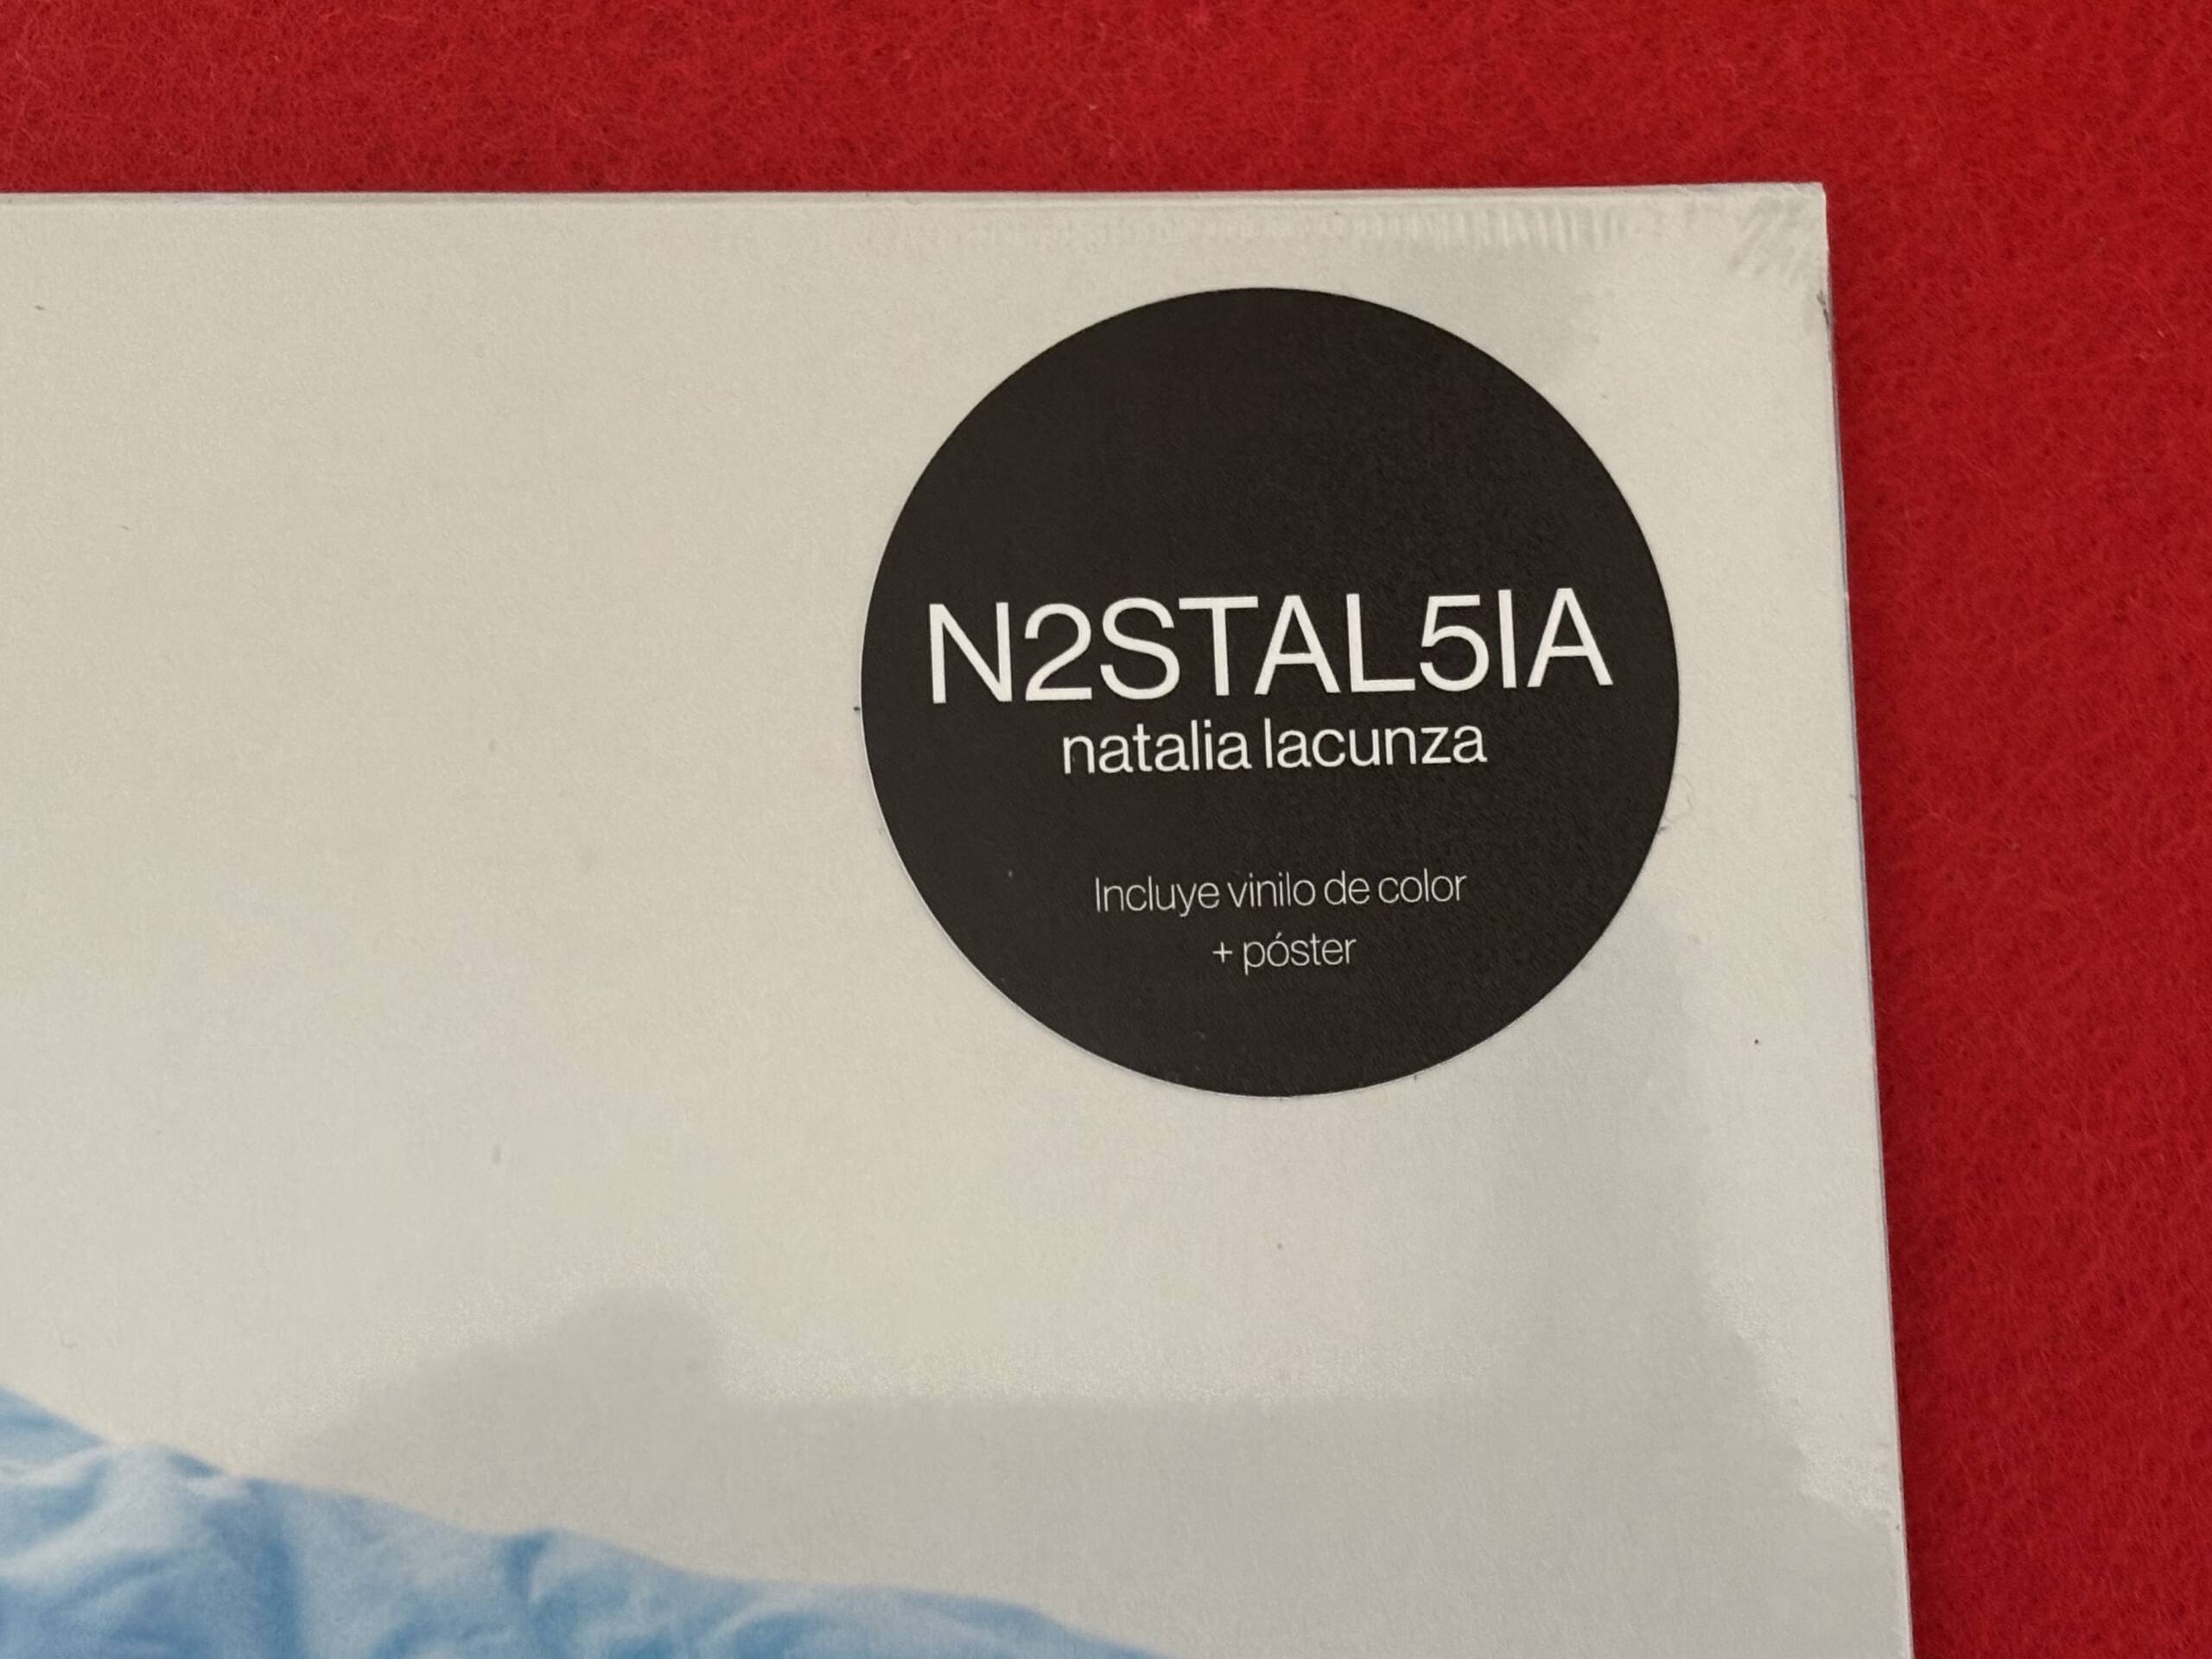 N2STAL5IA
natalia lacunza
Incluye vinilo de color
+ póster